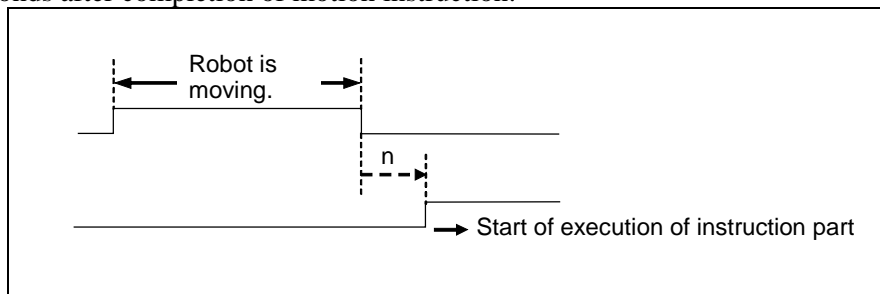 onds after completion of motion instruction.
Robot is
moving.
n
Start of execution of instruction part